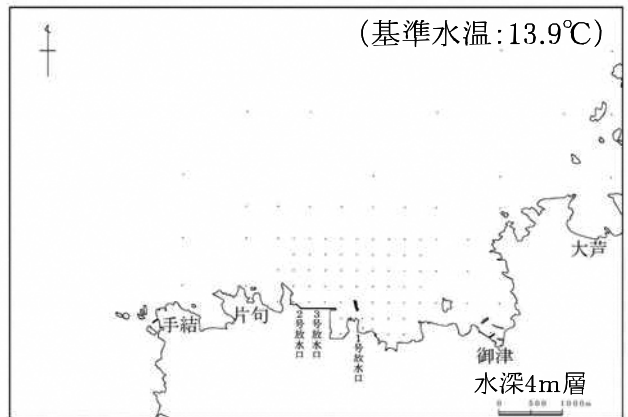 (基準水温:13.9℃)
大芦
手結
片句
2号放水口
3号放水口
1号放水口
御津
水深4m層
0 500 1000m